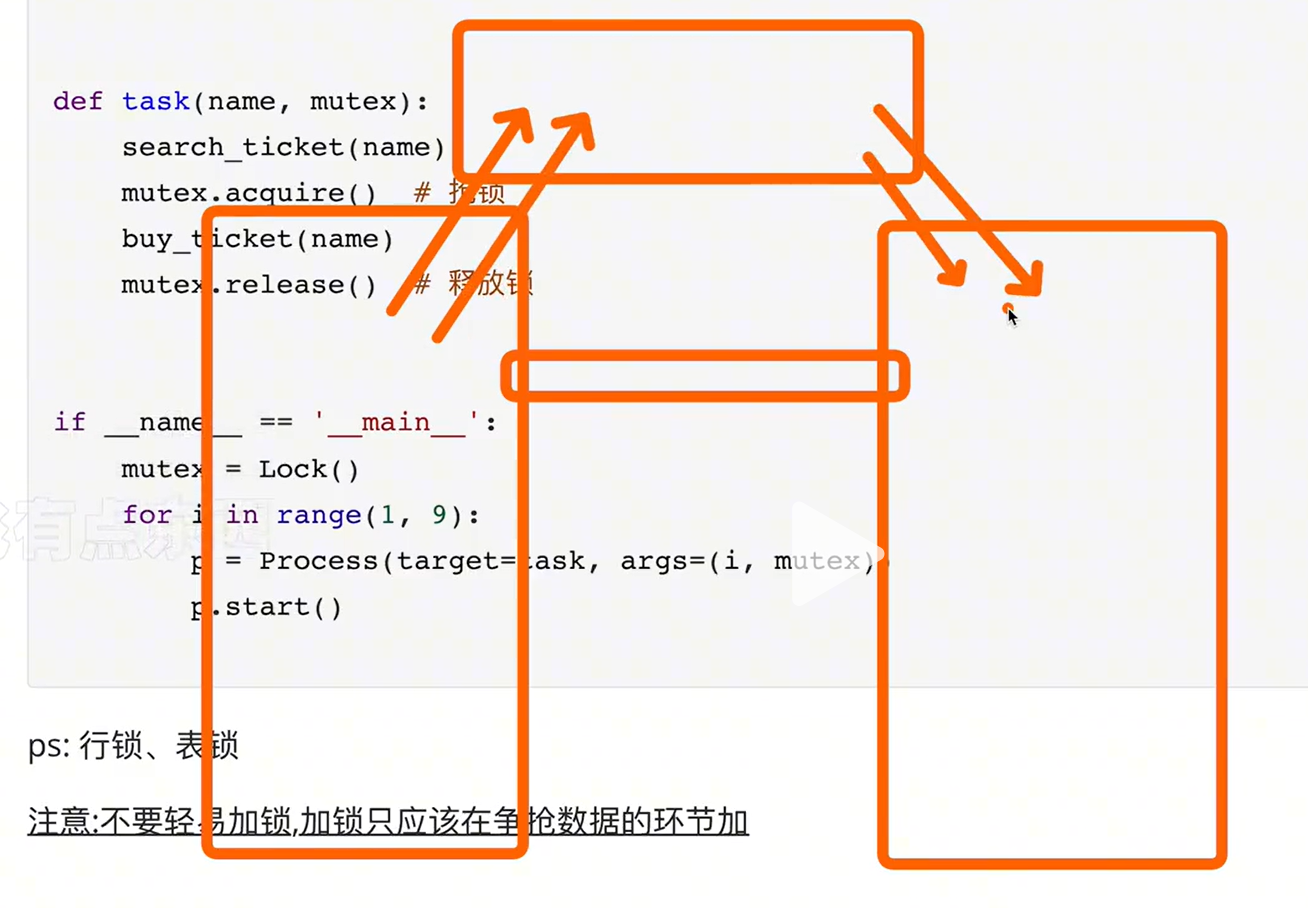 def task(name, mutex):
search_ticket(name)
mutex.acquire() # 抢锁
buy_ticket(name)
mutex.release() # 释放锁
if __name__ == '__main__':
mutex = Lock()
for i in range(1, 9):
p = Process(target=task, args=(i, mutex))
p.start()
ps: 行锁、表锁
注意:不要轻易加锁,加锁只应该在争抢数据的环节加